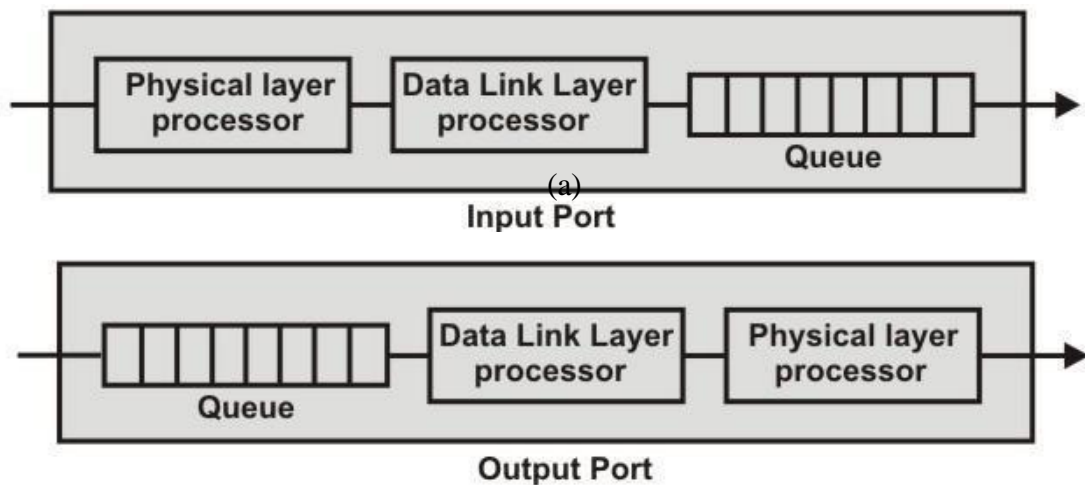 Physical layer
processor
Data Link Layer
processor
Queue
(a)
Input Port
Queue
Data Link Layer
processor
Physical layer
processor
Output Port